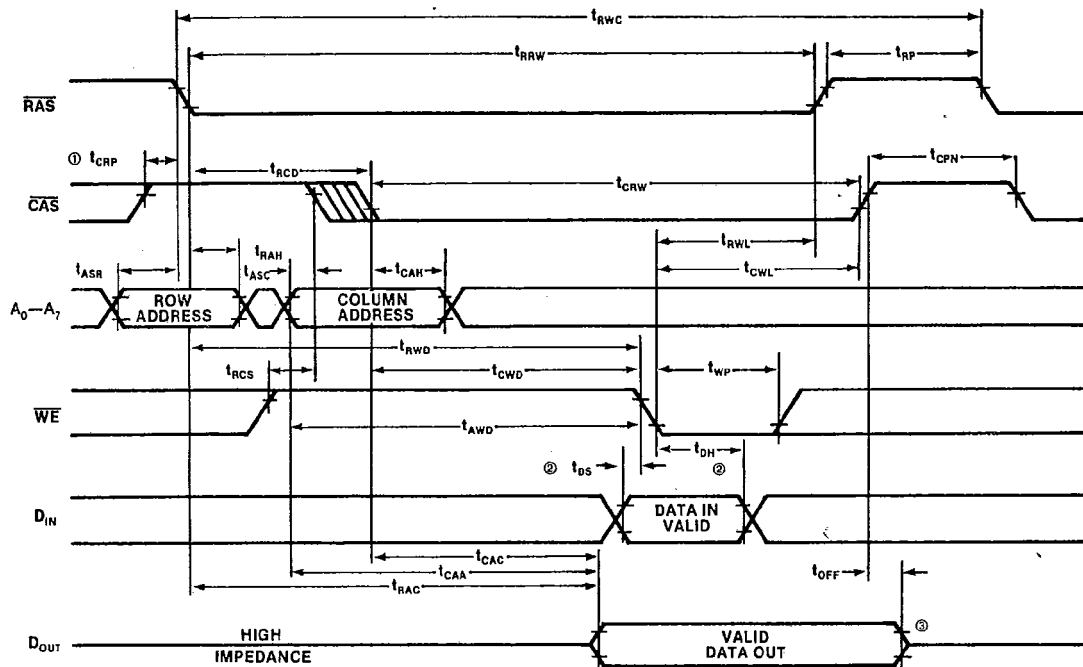 tRWC
tRRW
tRP
RAS
① tCRP
tRCD
tCPN
tCRW
CAS
tRAH
tRWL
tASR
tASC
tCAH
tCWL
A0—A7
ROW
ADDRESS
COLUMN
ADDRESS
tRWD
tRCS
tCWD
tWP
WE
tAWD
tDH
② tDS
②
DIN
DATA IN
VALID
tCAC
tCAA
tOFF
tRAC
③
DOUT
HIGH
IMPEDANCE
VALID
DATA OUT